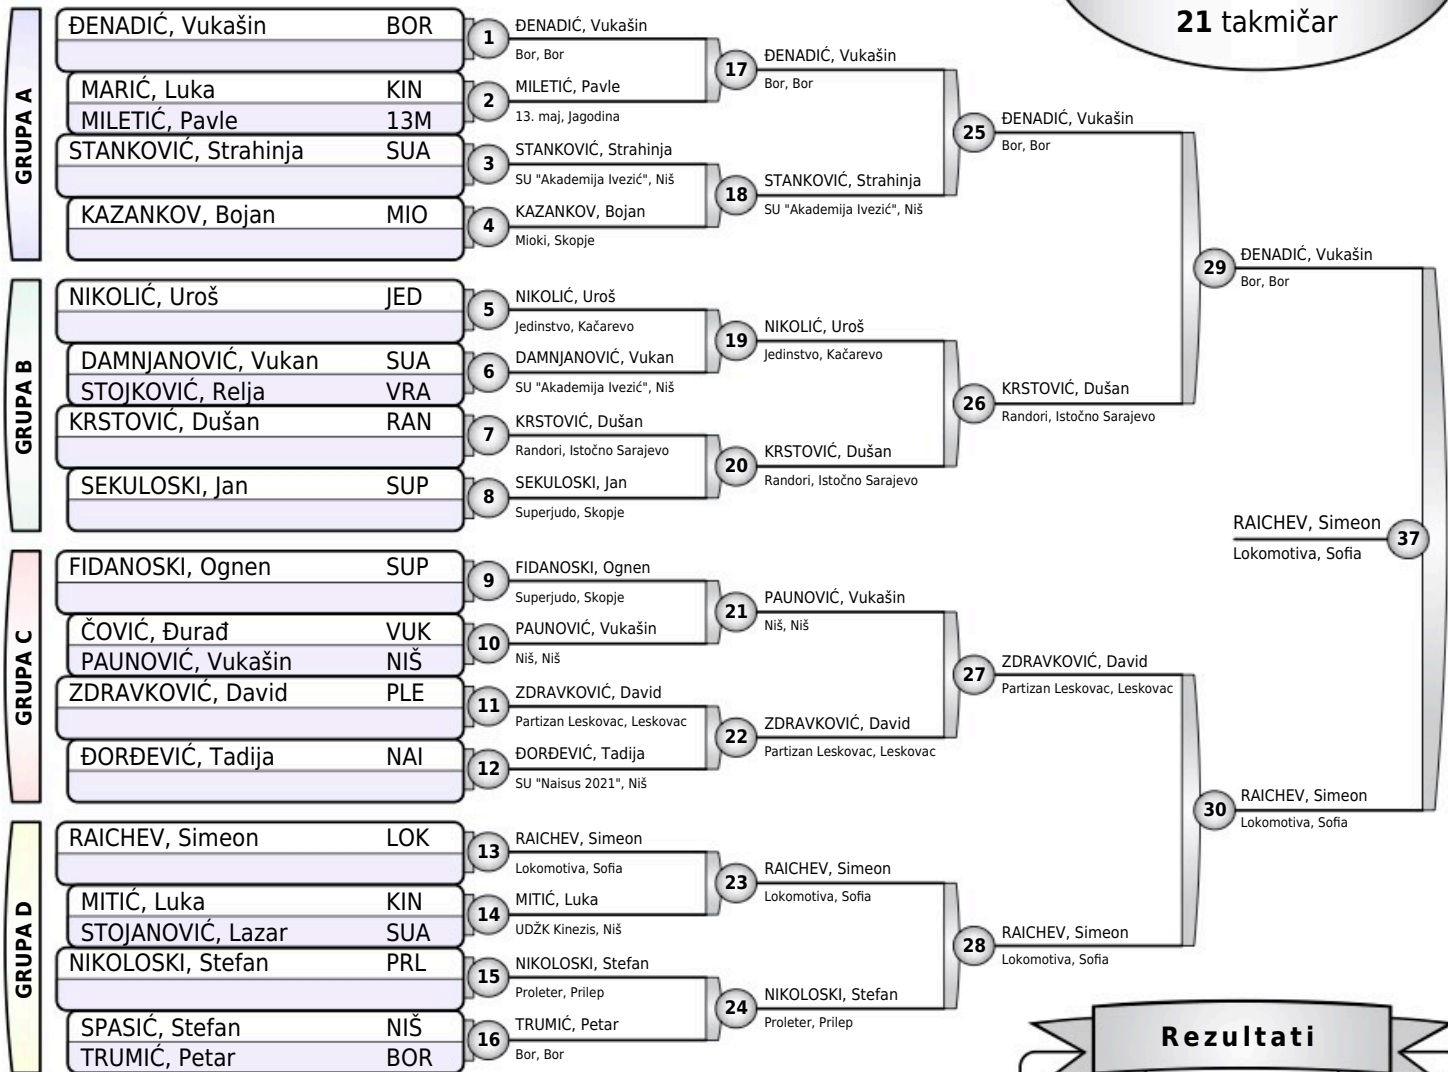 21 takmičar
GRUPA A
ĐENADIĆ, Vukašin BOR
MARIĆ, Luka KIN
MILETIĆ, Pavle 13M
STANKOVIĆ, Strahinja SUA
KAZANKOV, Bojan MIO
GRUPA B
NIKOLIĆ, Uroš JED
DAMNJANOVIĆ, Vukan SUA
STOJKOVIĆ, Relja VRA
KRSTOVIĆ, Dušan RAN
SEKULOSKI, Jan SUP
GRUPA C
FIDANOSKI, Ognen SUP
ČOVIĆ, Đurađ VUK
PAUNOVIĆ, Vukašin NIŠ
ZDRAVKOVIĆ, David PLE
ĐORĐEVIĆ, Tadija NAI
GRUPA D
RAICHEV, Simeon LOK
MITIĆ, Luka KIN
STOJANOVIĆ, Lazar SUA
NIKOLOSKI, Stefan PRL
SPASIĆ, Stefan NIŠ
TRUMIĆ, Petar BOR
1 ĐENADIĆ, Vukašin
Bor, Bor
2 MILETIĆ, Pavle
13. maj, Jagodina
3 STANKOVIĆ, Strahinja
SU "Akademija Ivezić", Niš
4 KAZANKOV, Bojan
Mioki, Skopje
5 NIKOLIĆ, Uroš
Jedinstvo, Kačarevo
6 DAMNJANOVIĆ, Vukan
SU "Akademija Ivezić", Niš
7 KRSTOVIĆ, Dušan
Randori, Istočno Sarajevo
8 SEKULOSKI, Jan
Superjudo, Skopje
9 FIDANOSKI, Ognen
Superjudo, Skopje
10 PAUNOVIĆ, Vukašin
Niš, Niš
11 ZDRAVKOVIĆ, David
Partizan Leskovac, Leskovac
12 ĐORĐEVIĆ, Tadija
SU "Naisus 2021", Niš
13 RAICHEV, Simeon
Lokomotiva, Sofia
14 MITIĆ, Luka
UDŽK Kinezis, Niš
15 NIKOLOSKI, Stefan
Proleter, Prilep
16 TRUMIĆ, Petar
Bor, Bor
17 ĐENADIĆ, Vukašin
Bor, Bor
18 STANKOVIĆ, Strahinja
SU "Akademija Ivezić", Niš
19 NIKOLIĆ, Uroš
Jedinstvo, Kačarevo
20 KRSTOVIĆ, Dušan
Randori, Istočno Sarajevo
21 PAUNOVIĆ, Vukašin
Niš, Niš
22 ZDRAVKOVIĆ, David
Partizan Leskovac, Leskovac
23 RAICHEV, Simeon
Lokomotiva, Sofia
24 NIKOLOSKI, Stefan
Proleter, Prilep
25 ĐENADIĆ, Vukašin
Bor, Bor
26 KRSTOVIĆ, Dušan
Randori, Istočno Sarajevo
27 ZDRAVKOVIĆ, David
Partizan Leskovac, Leskovac
28 RAICHEV, Simeon
Lokomotiva, Sofia
29 ĐENADIĆ, Vukašin
Bor, Bor
30 RAICHEV, Simeon
Lokomotiva, Sofia
RAICHEV, Simeon 37
Lokomotiva, Sofia
Rezultati